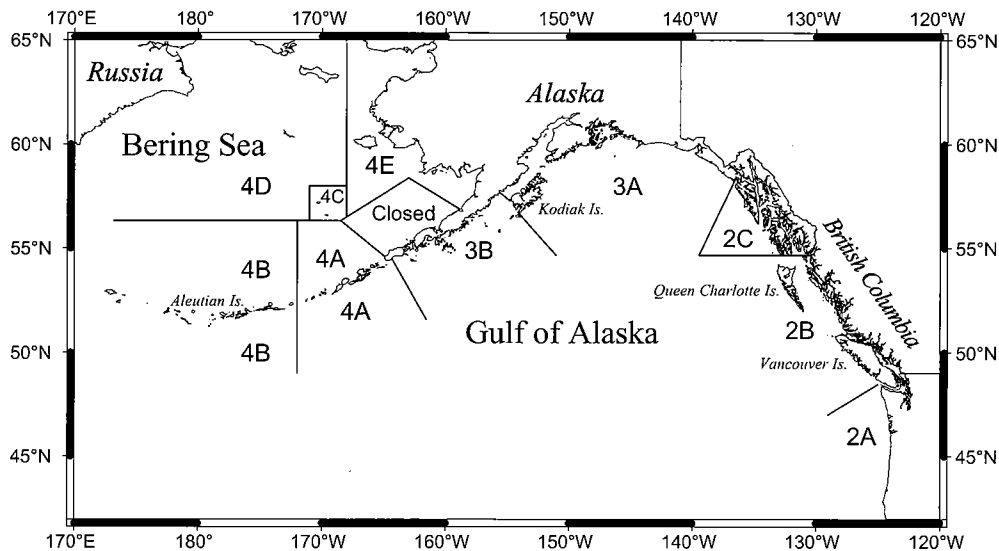 170°E 180° 170°W 160°W 150°W 140°W 130°W 120°W
65°N 65°N
Russia
Alaska
Bering Sea
60°N 60°N
4E
4D
4C
3A
Closed
Kodiak Is.
2C
British Columbia
3B
55°N 55°N
4A
4B
Queen Charlotte Is.
Aleutian Is.
4A
Gulf of Alaska
2B
50°N 50°N
4B
Vancouver Is.
2A
45°N 45°N
170°E 180° 170°W 160°W 150°W 140°W 130°W 120°W